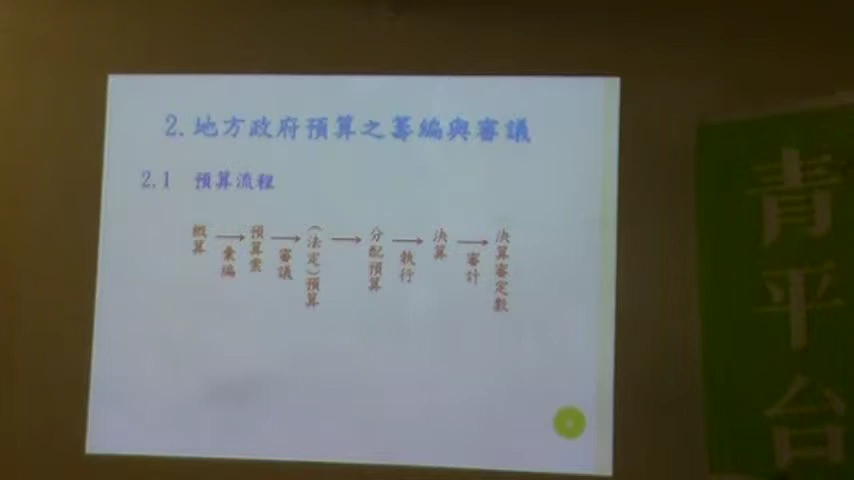 2.地方政府預算之籌編與審議
2.1 預算流程
概算
彙編
預算案
審議
(法定)預算
分配預算
執行
決算
審計
決算審定數
青平台